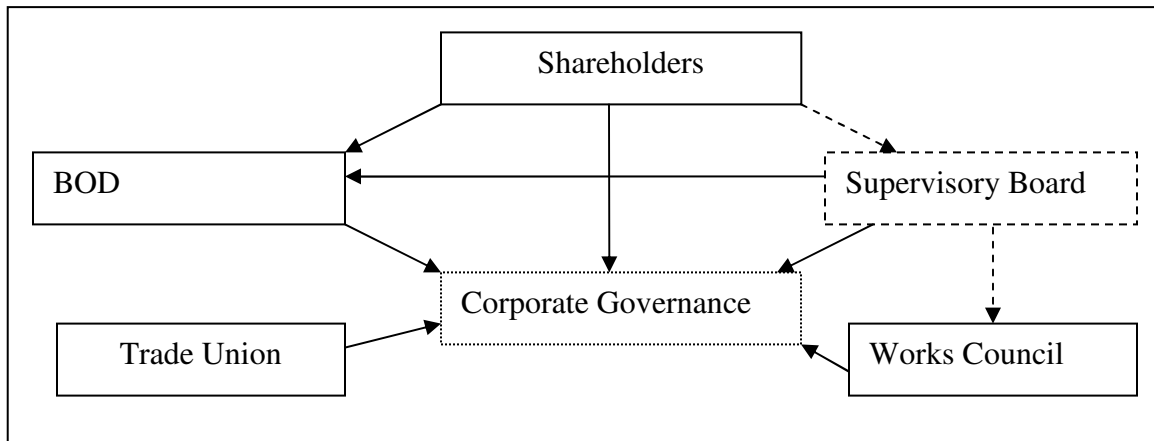 Shareholders
BOD
Supervisory Board
Corporate Governance
Trade Union
Works Council